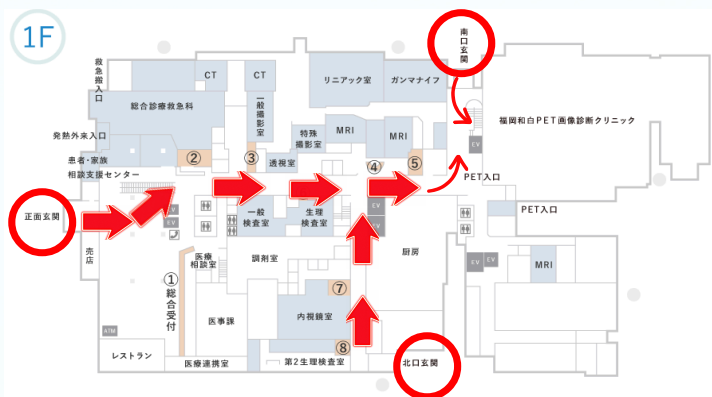 1F
南口玄関
救急搬入口
CT
CT
リニアック室
ガンマナイフ
総合診療救急科
一般撮影室
福岡和白PET画像診断クリニック
発熱外来入口
特殊撮影室
MRI
MRI
EV
患者・家族
相談支援センター
②
③
透視室
④
⑤
PET入口
正面玄関
EV
EV
一般
検査室
生理
検査室
EV
EV
PET入口
売店
①総合受付
医療
相談室
調剤室
厨房
EV
EV
MRI
⑦
医事課
内視鏡室
ATM
⑧
レストラン
医療連携室
第2生理検査室
北口玄関